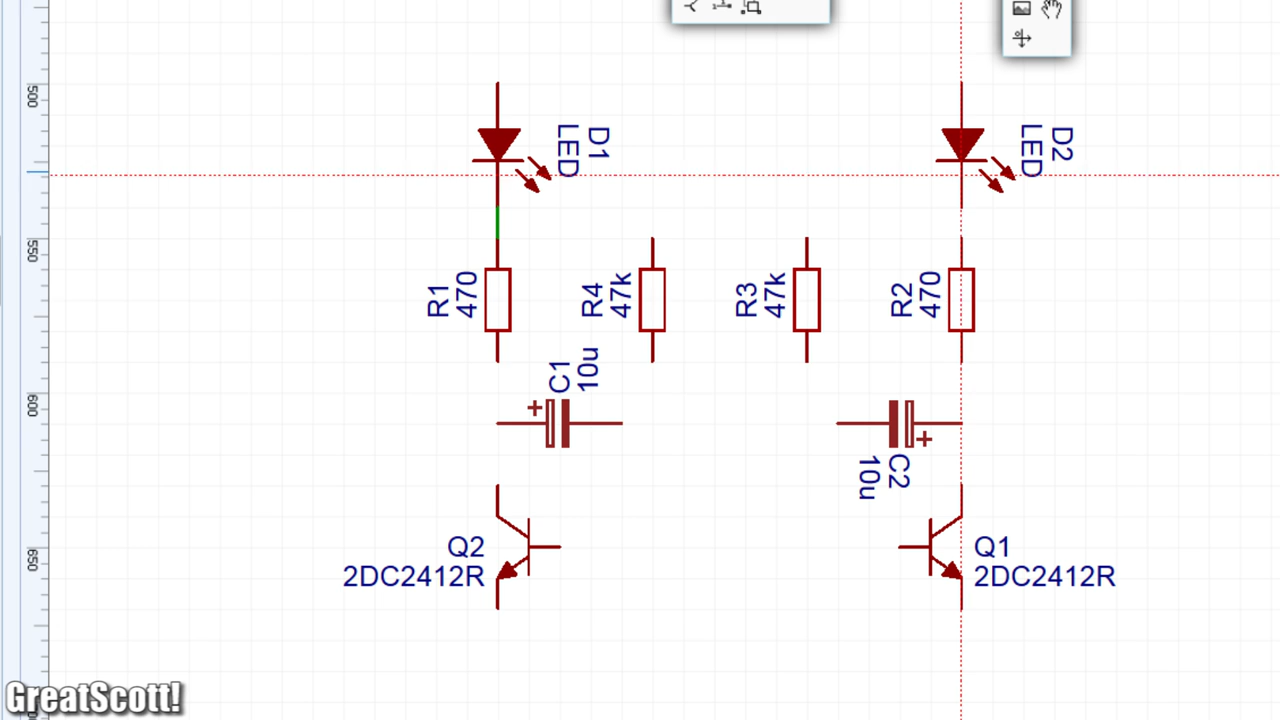 500
D1
LED
D2
LED
550
R1
470
R4
47k
R3
47k
R2
470
C1
10u
600
+
+
C2
10u
650
Q2
2DC2412R
Q1
2DC2412R
GreatScott!